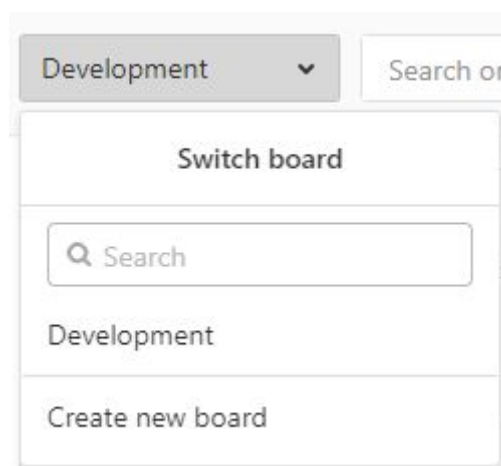 Development
Search or
Switch board
Search
Development
Create new board